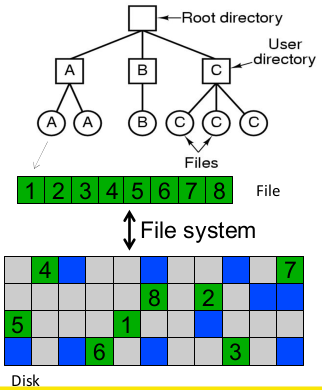 Root directory
User
directory
A B C
A A B C C C
Files
1 2 3 4 5 6 7 8 File
File system
4 7
8 2
5 1
6 3
Disk